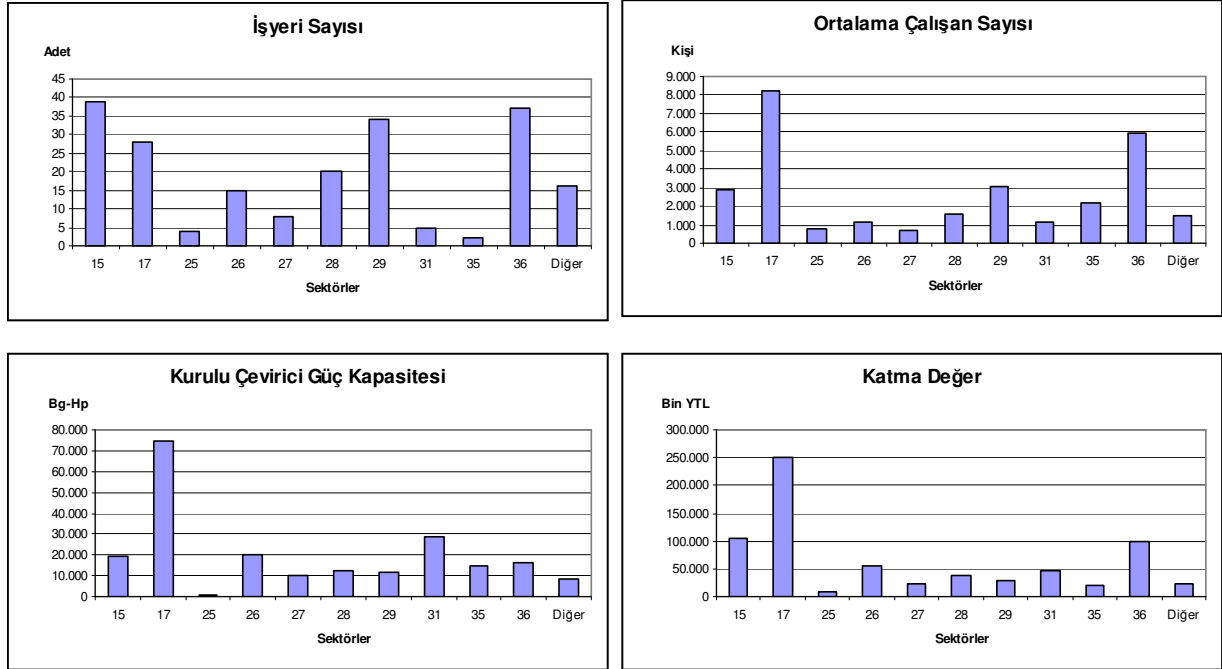 İşyeri Sayısı
Adet
45
40
35
30
25
20
15
10
5
0
15 17 25 26 27 28 29 31 35 36 Diğer
Sektörler
Ortalama Çalışan Sayısı
Kişi
9.000
8.000
7.000
6.000
5.000
4.000
3.000
2.000
1.000
0
15 17 25 26 27 28 29 31 35 36 Diğer
Sektörler
Kurulu Çevirici Güç Kapasitesi
Bg-Hp
80.000
70.000
60.000
50.000
40.000
30.000
20.000
10.000
0
15 17 25 26 27 28 29 31 35 36 Diğer
Sektörler
Katma Değer
Bin YTL
300.000
250.000
200.000
150.000
100.000
50.000
0
15 17 25 26 27 28 29 31 35 36 Diğer
Sektörler